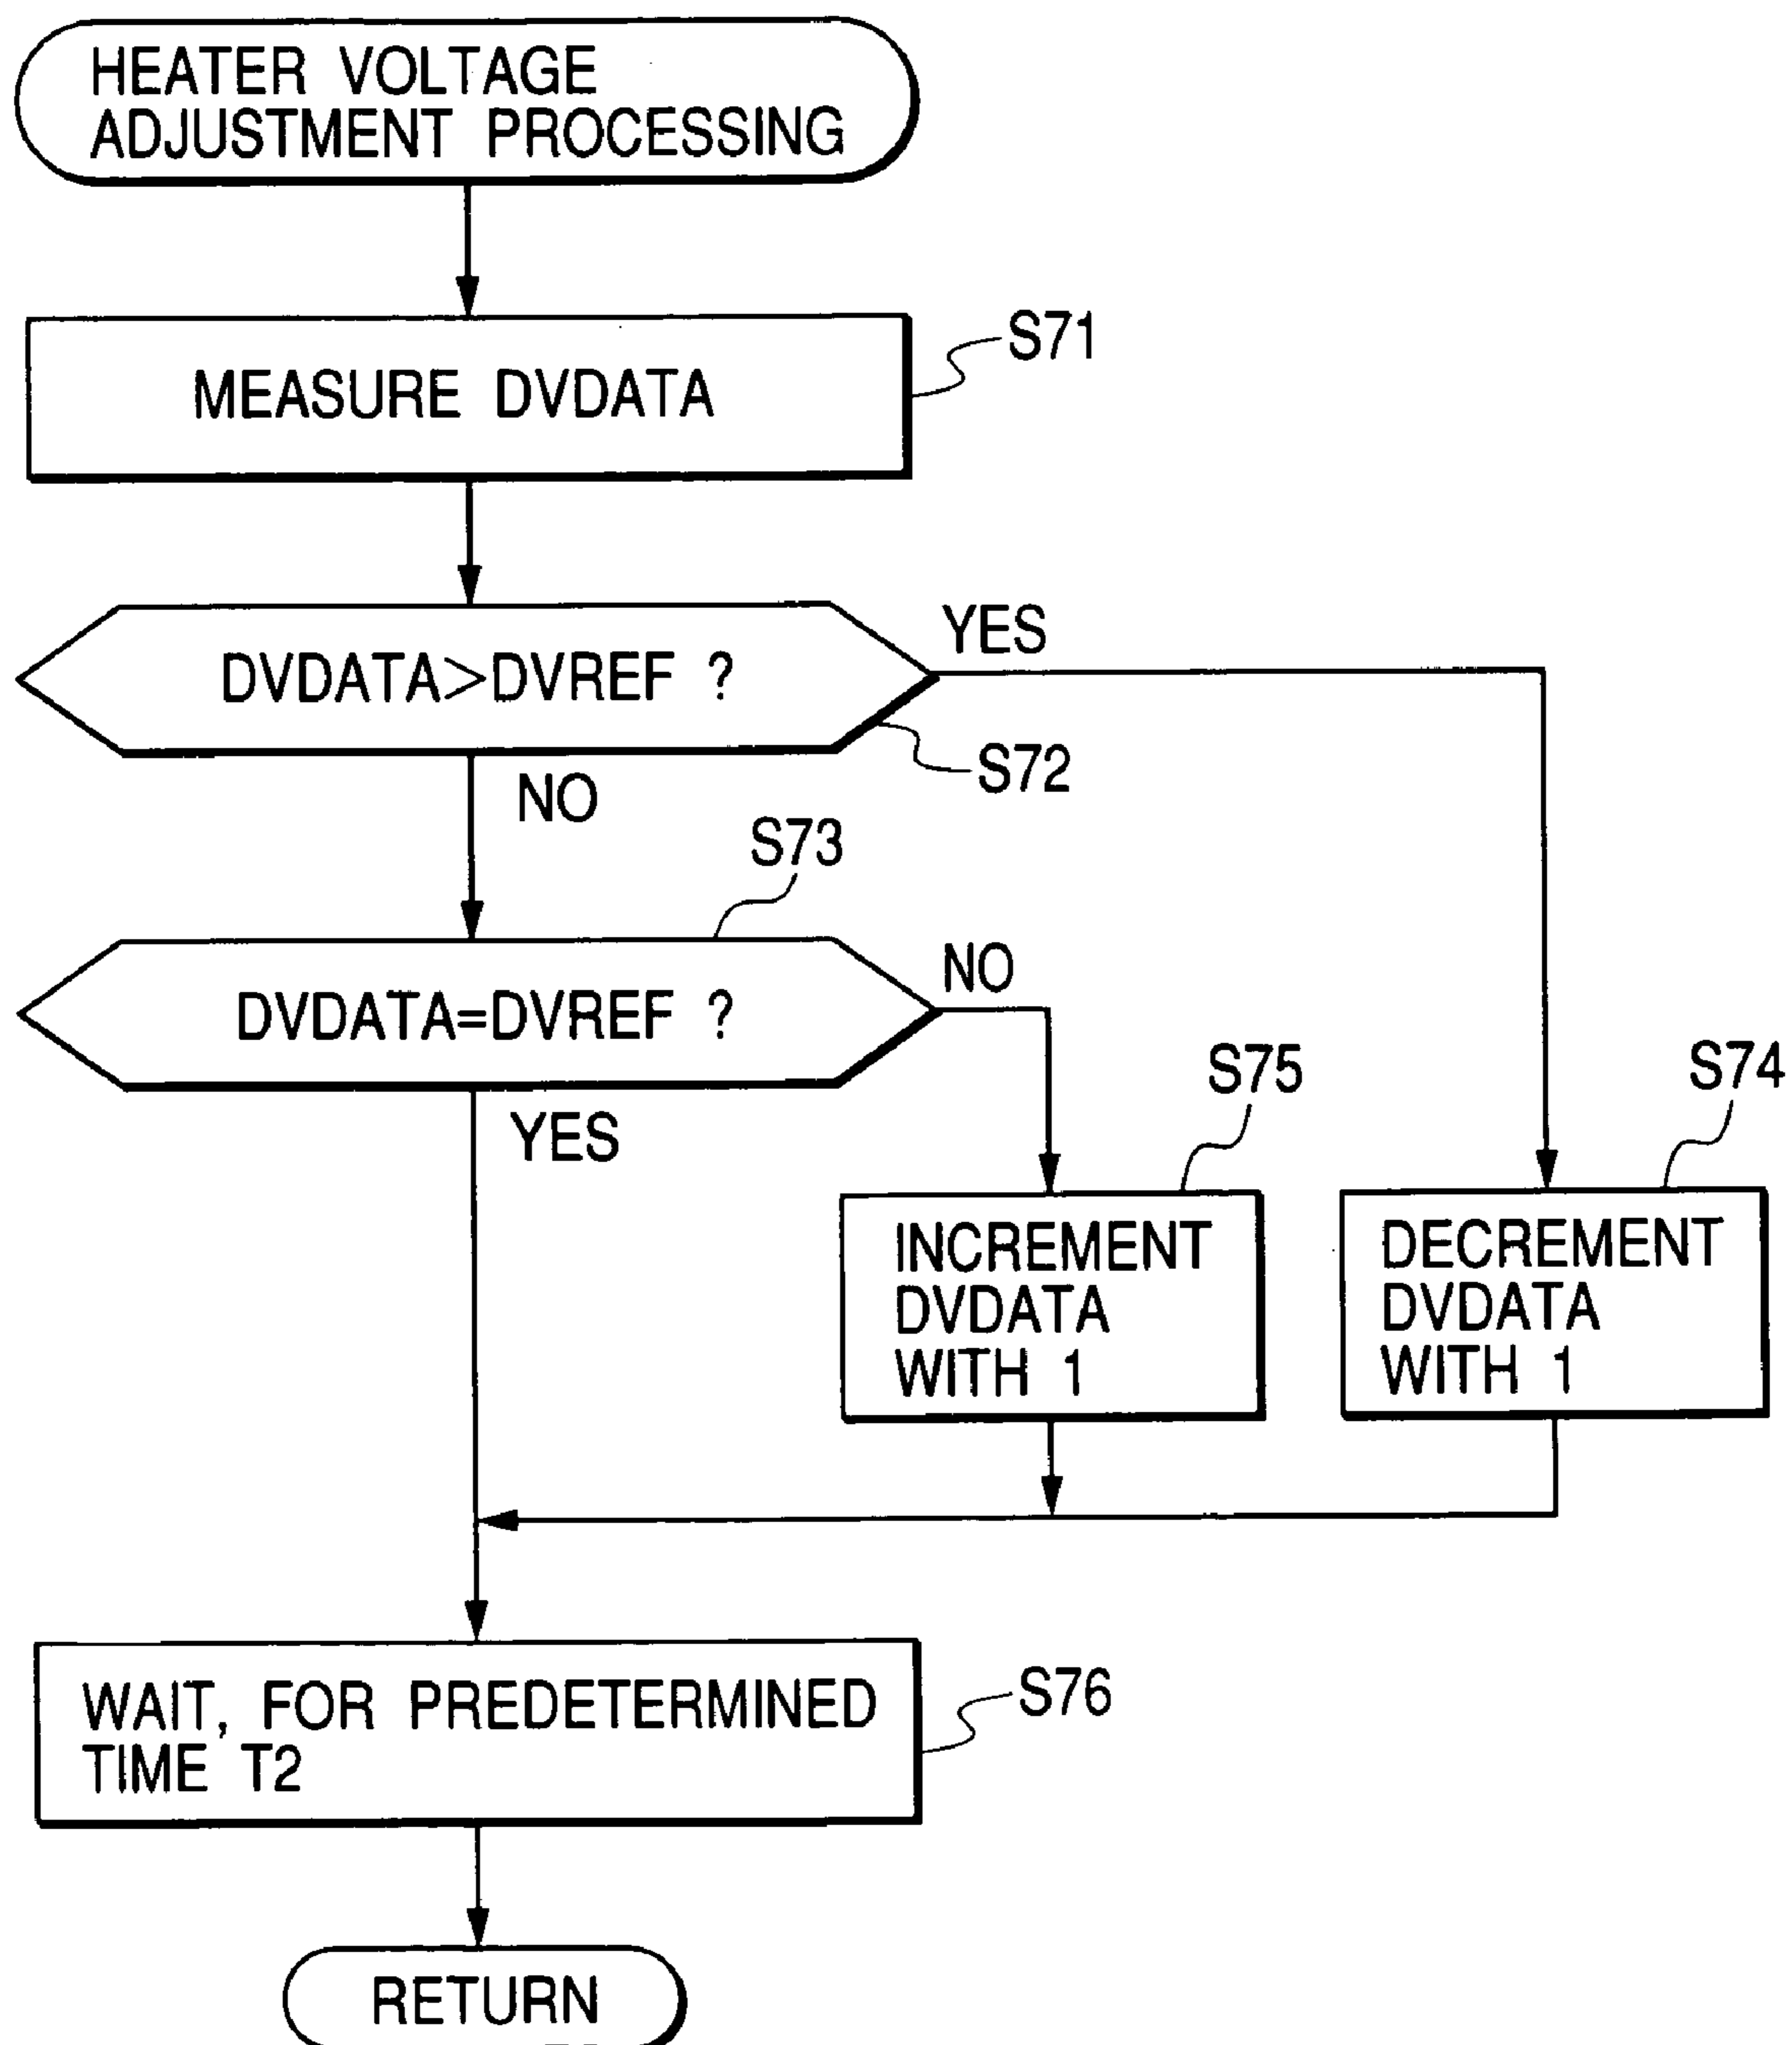 HEATER VOLTAGE
ADJUSTMENT PROCESSING
S71
MEASURE DVDATA
YES
DVDATA>DVREF ?
S72
NO
S73
NO
DVDATA=DVREF ?
YES
S75
S74
INCREMENT
DVDATA
WITH 1
DECREMENT
DVDATA
WITH 1
WAIT, FOR PREDETERMINED
TIME T2
S76
RETURN